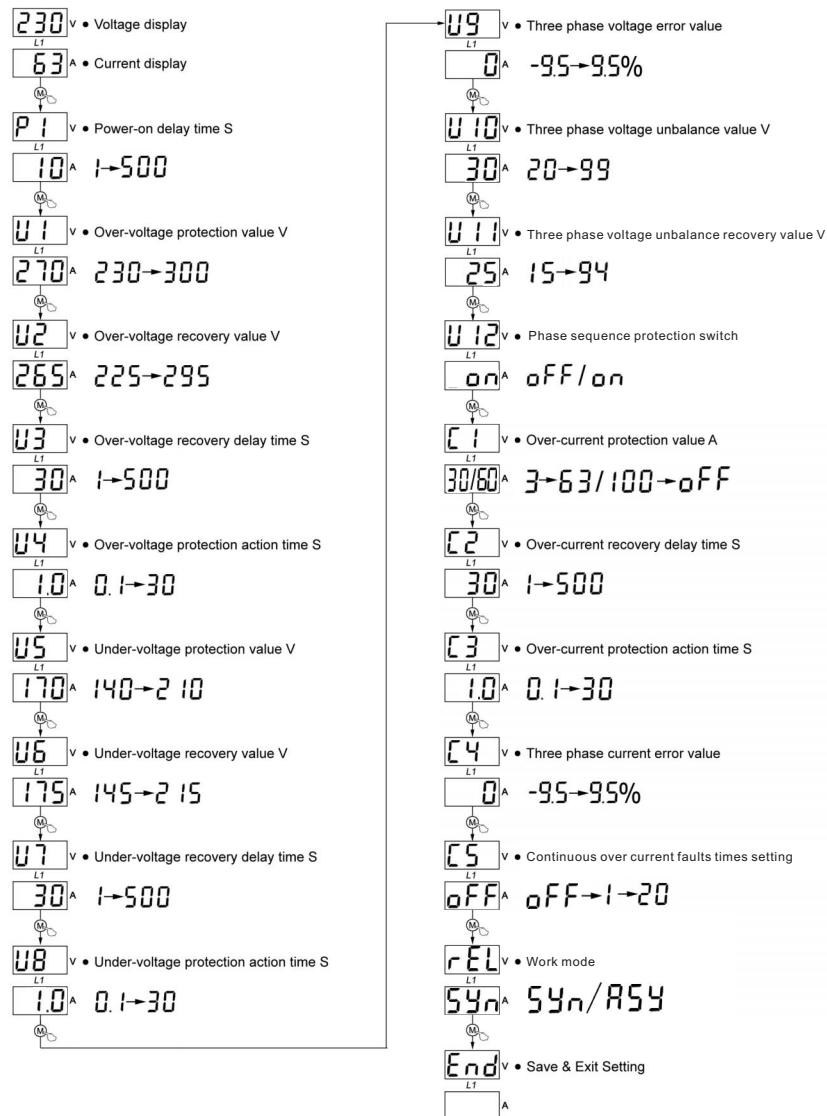 230 V • Voltage display
L1
63 A • Current display
M
P1 V • Power-on delay time S
L1
10 A 1→500
M
U1 V • Over-voltage protection value V
L1
270 A 230→300
M
U2 V • Over-voltage recovery value V
L1
265 A 225→295
M
U3 V • Over-voltage recovery delay time S
L1
30 A 1→500
M
U4 V • Over-voltage protection action time S
L1
1.0 A 0.1→30
M
U5 V • Under-voltage protection value V
L1
170 A 140→210
M
U6 V • Under-voltage recovery value V
L1
175 A 145→215
M
U7 V • Under-voltage recovery delay time S
L1
30 A 1→500
M
U8 V • Under-voltage protection action time S
L1
1.0 A 0.1→30
M
U9 V • Three phase voltage error value
L1
0 A -9.5→9.5%
M
U10 V • Three phase voltage unbalance value V
L1
30 A 20→99
M
U11 V • Three phase voltage unbalance recovery value V
L1
25 A 15→94
M
U12 V • Phase sequence protection switch
L1
_on A oFF/on
M
C1 V • Over-current protection value A
L1
30/60 A 3→63/100→oFF
M
C2 V • Over-current recovery delay time S
L1
30 A 1→500
M
C3 V • Over-current protection action time S
L1
1.0 A 0.1→30
M
C4 V • Three phase current error value
L1
0 A -9.5→9.5%
M
C5 V • Continuous over current faults times setting
L1
oFF A oFF→1→20
M
rEL V • Work mode
L1
SYn A SYn/ASY
M
End V • Save & Exit Setting
L1
A